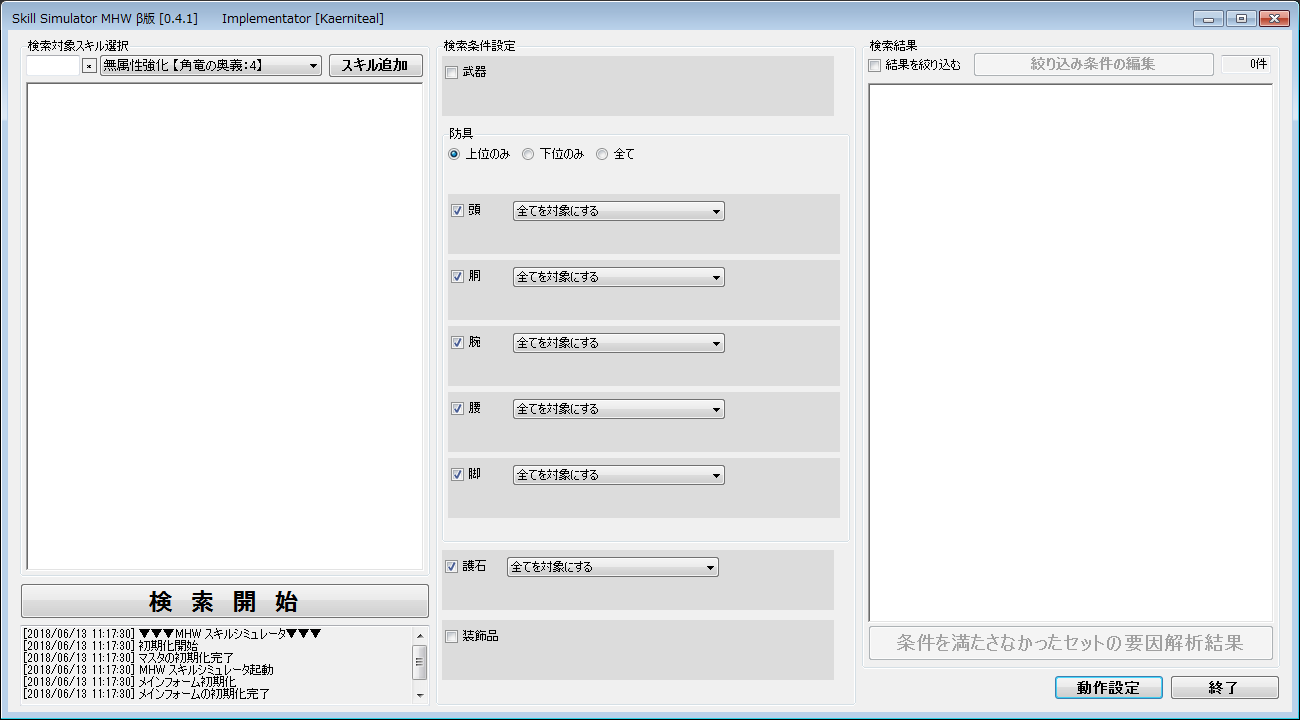 Skill Simulator MHW β版 [0.4.1] Implementator [Kaerniteal]
検索対象スキル選択
× 無属性強化【角竜の奥義:4】 スキル追加
検索開始
[2018/06/13 11:17:30] ▼▼▼MHW スキルシミュレータ▼▼▼
[2018/06/13 11:17:30] 初期化開始
[2018/06/13 11:17:30] マスタの初期化完了
[2018/06/13 11:17:30] MHW スキルシミュレータ起動
[2018/06/13 11:17:30] メインフォーム初期化
[2018/06/13 11:17:30] メインフォームの初期化完了
検索条件設定
武器
防具
上位のみ 下位のみ 全て
頭 全てを対象にする
胴 全てを対象にする
腕 全てを対象にする
腰 全てを対象にする
脚 全てを対象にする
護石 全てを対象にする
装飾品
検索結果
結果を絞り込む 絞り込み条件の編集 0件
条件を満たさなかったセットの要因解析結果
動作設定 終了